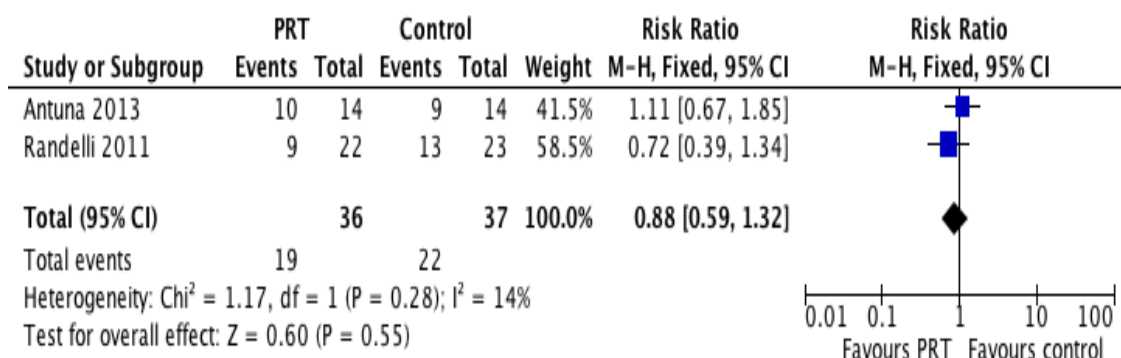 PRT Control Risk Ratio Risk Ratio
Study or Subgroup Events Total Events Total Weight M-H, Fixed, 95% CI M-H, Fixed, 95% CI
Antuna 2013 10 14 9 14 41.5% 1.11 [0.67, 1.85]
Randelli 2011 9 22 13 23 58.5% 0.72 [0.39, 1.34]
Total (95% CI) 36 37 100.0% 0.88 [0.59, 1.32]
Total events 19 22
Heterogeneity: Chi² = 1.17, df = 1 (P = 0.28); I² = 14%
Test for overall effect: Z = 0.60 (P = 0.55)
0.01 0.1 1 10 100
Favours PRT Favours control